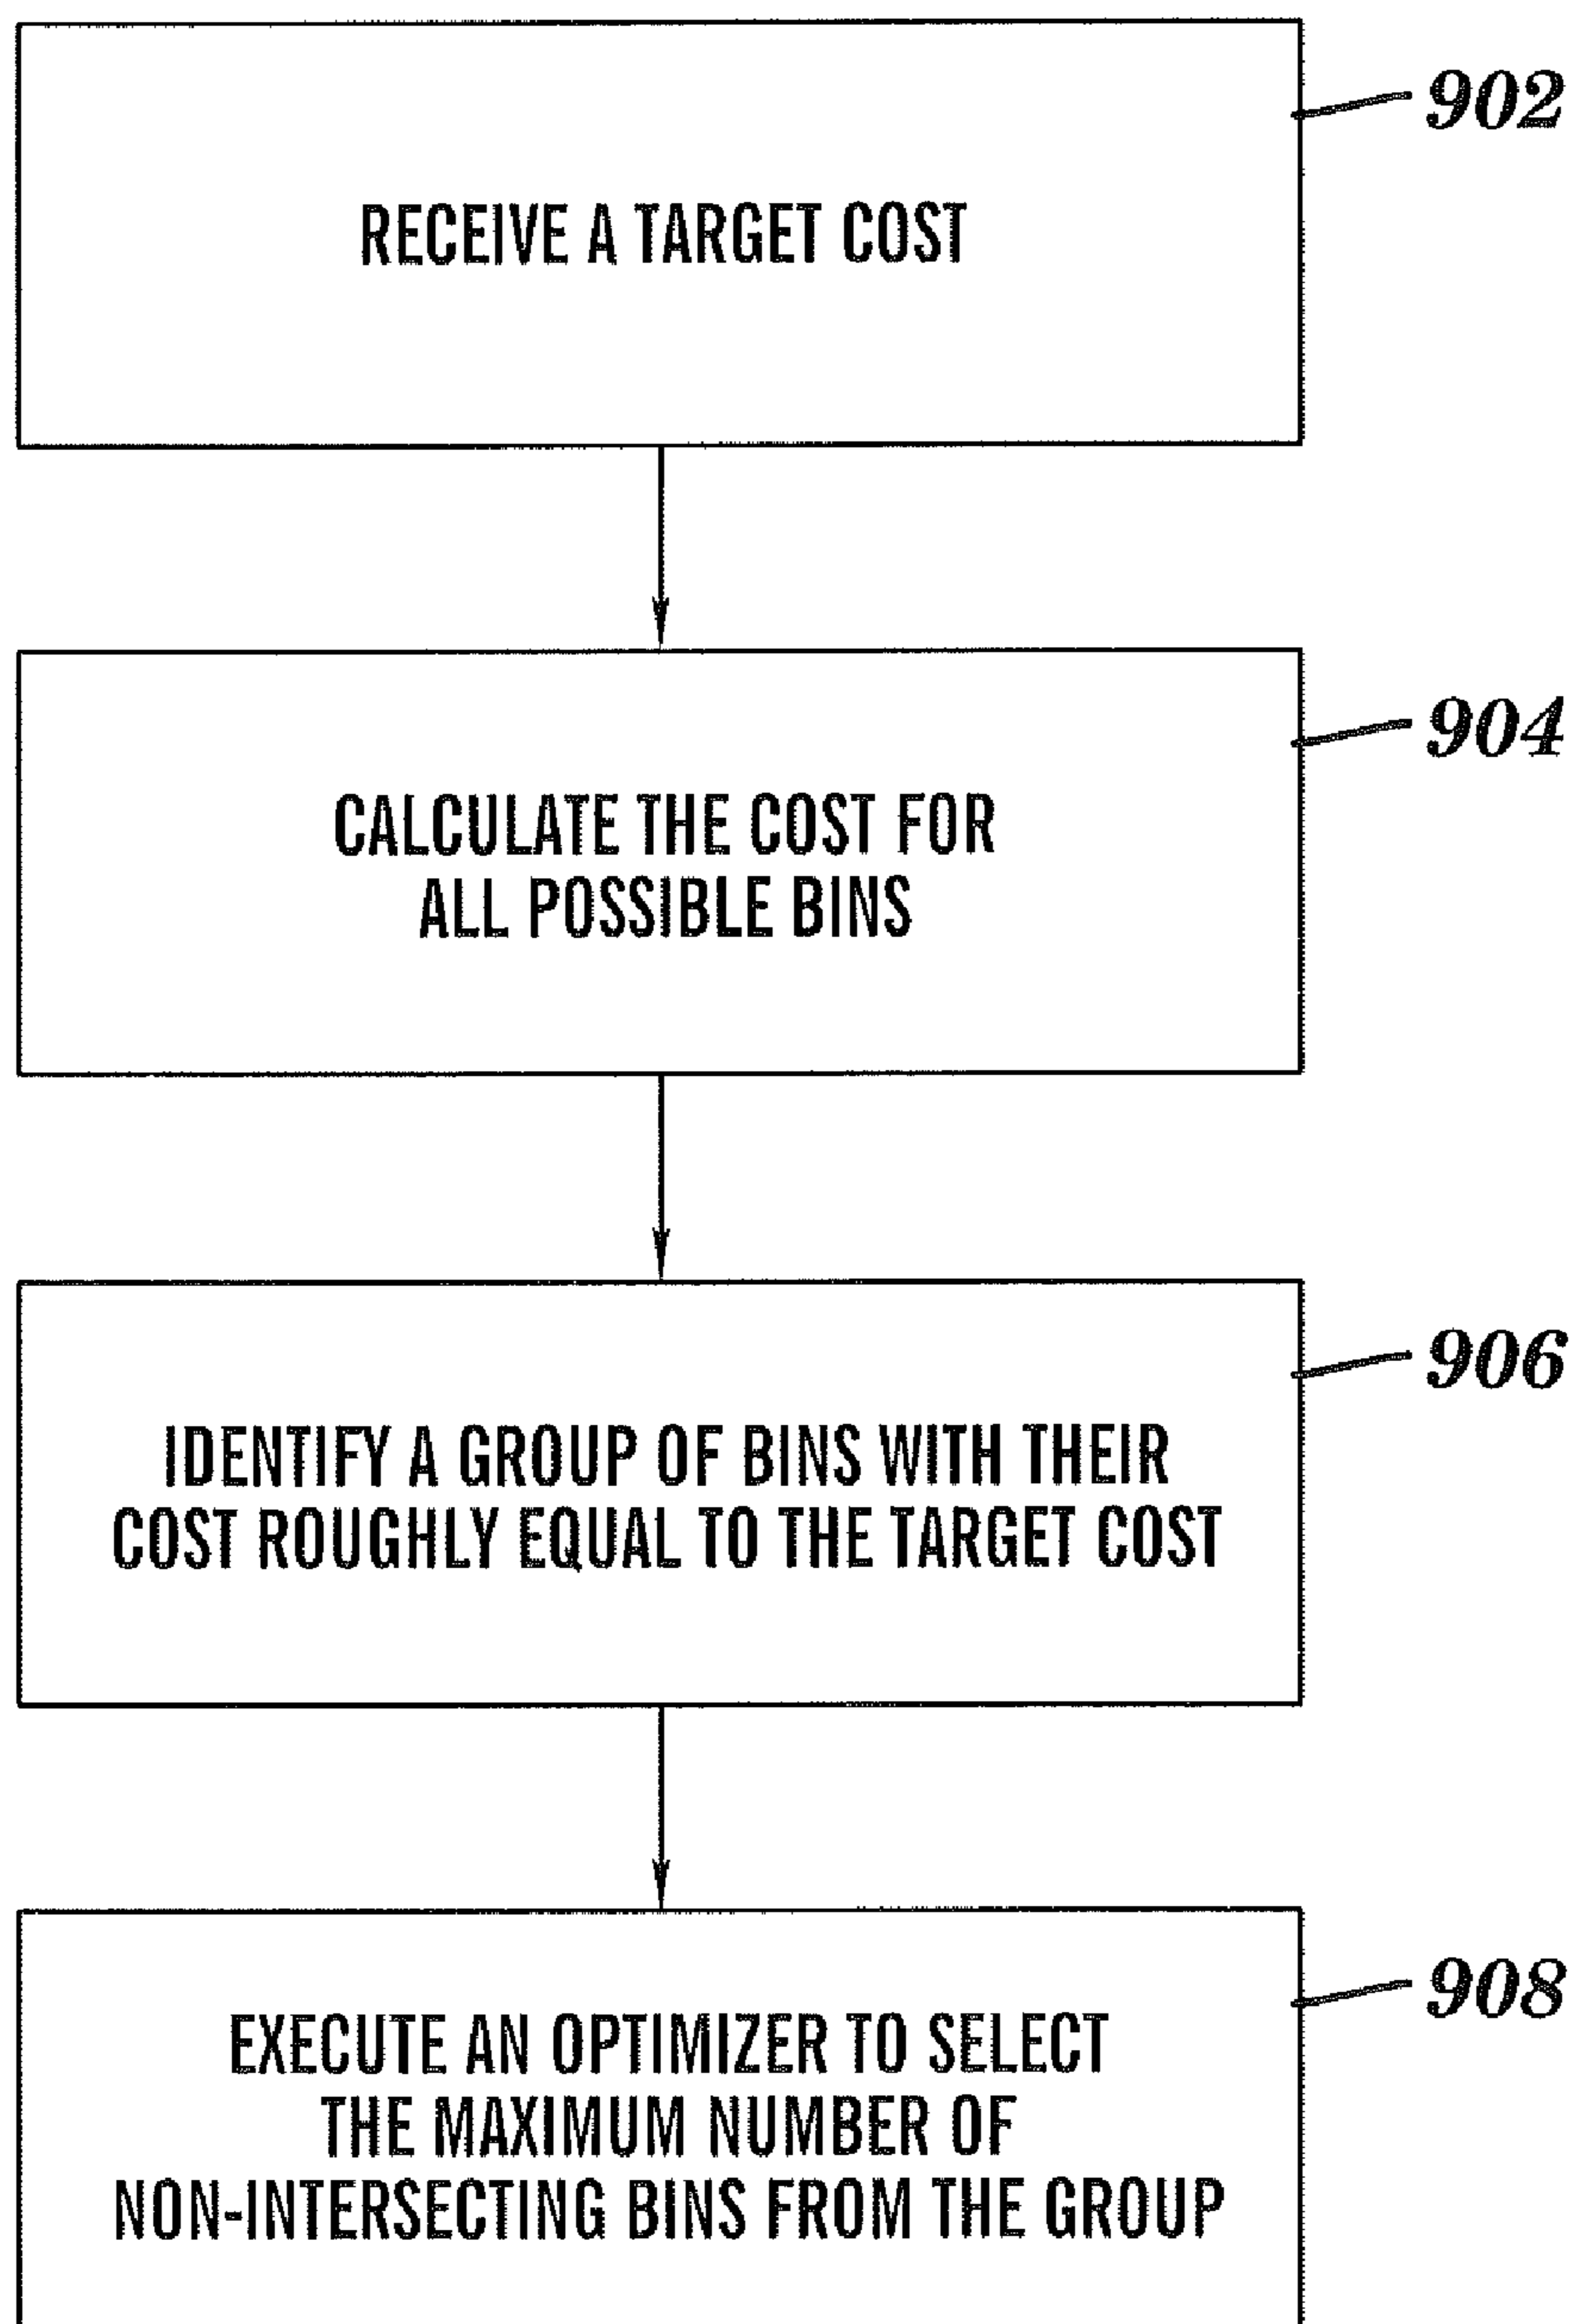 902
RECEIVE A TARGET COST
904
CALCULATE THE COST FOR
ALL POSSIBLE BINS
906
IDENTIFY A GROUP OF BINS WITH THEIR
COST ROUGHLY EQUAL TO THE TARGET COST
908
EXECUTE AN OPTIMIZER TO SELECT
THE MAXIMUM NUMBER OF
NON-INTERSECTING BINS FROM THE GROUP